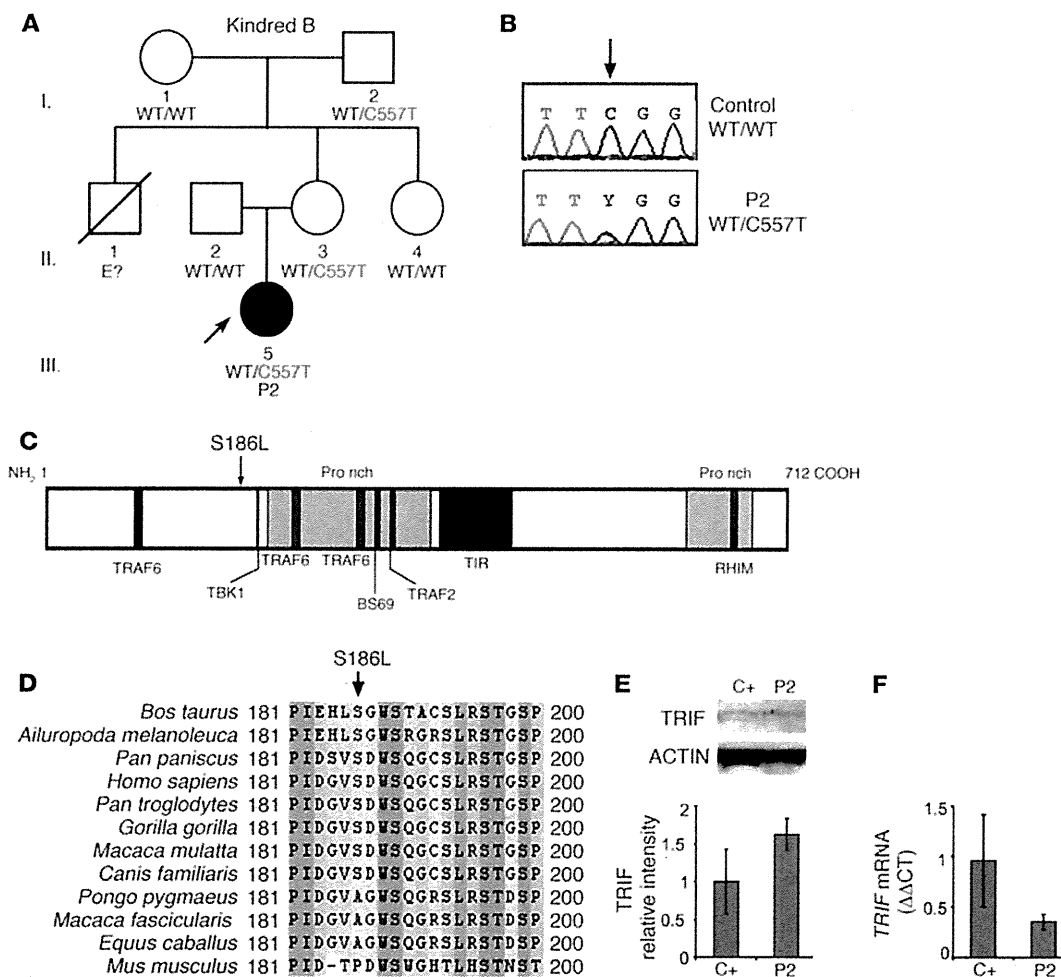 A
Kindred B
I.
1
WT/WT
2
WT/C557T
II.
1
E?
2
WT/WT
3
WT/C557T
4
WT/WT
III.
5
WT/C557T
P2
B
T T C G G
Control
WT/WT
T T Y G G
P2
WT/C557T
C
S186L
NH2 1
Pro rich
Pro rich
712 COOH
TRAF6
TBK1
TRAF6
TRAF6
BS69
TRAF2
TIR
RHIM
D
S186L
Bos taurus 181 PIEHLSGWSTACSLRSTGSP 200
Ailuropoda melanoleuca 181 PIEHLSGWSRGRSLRSTGSP 200
Pan paniscus 181 PIDSVSDWSQGCSLRSTGSP 200
Homo sapiens 181 PIDGVSDWSQGCSLRSTGSP 200
Pan troglodytes 181 PIDGVSDWSQGCSLRSTGSP 200
Gorilla gorilla 181 PIDGVSDWSQGCSLRSTGSP 200
Macaca mulatta 181 PIDGVSDWSQGCSLRSTGSP 200
Canis familiaris 181 PIDGVSDWSQGCSLRSTGSP 200
Pongo pygmaeus 181 PIDGVAGWSQGRSLRSTDSP 200
Macaca fascicularis 181 PIDGVAGWSQGRSLRSTDSP 200
Equus caballus 181 PIDGVAGWSQGRSLRSTDSP 200
Mus musculus 181 PID-TPDWSWGHTLHSTNST 200
E
C+ P2
TRIF
ACTIN
TRIF
relative intensity
2
1.5
1
0.5
0
C+ P2
F
TRIF mRNA
(ΔΔCT)
1.5
1
0.5
0
C+ P2